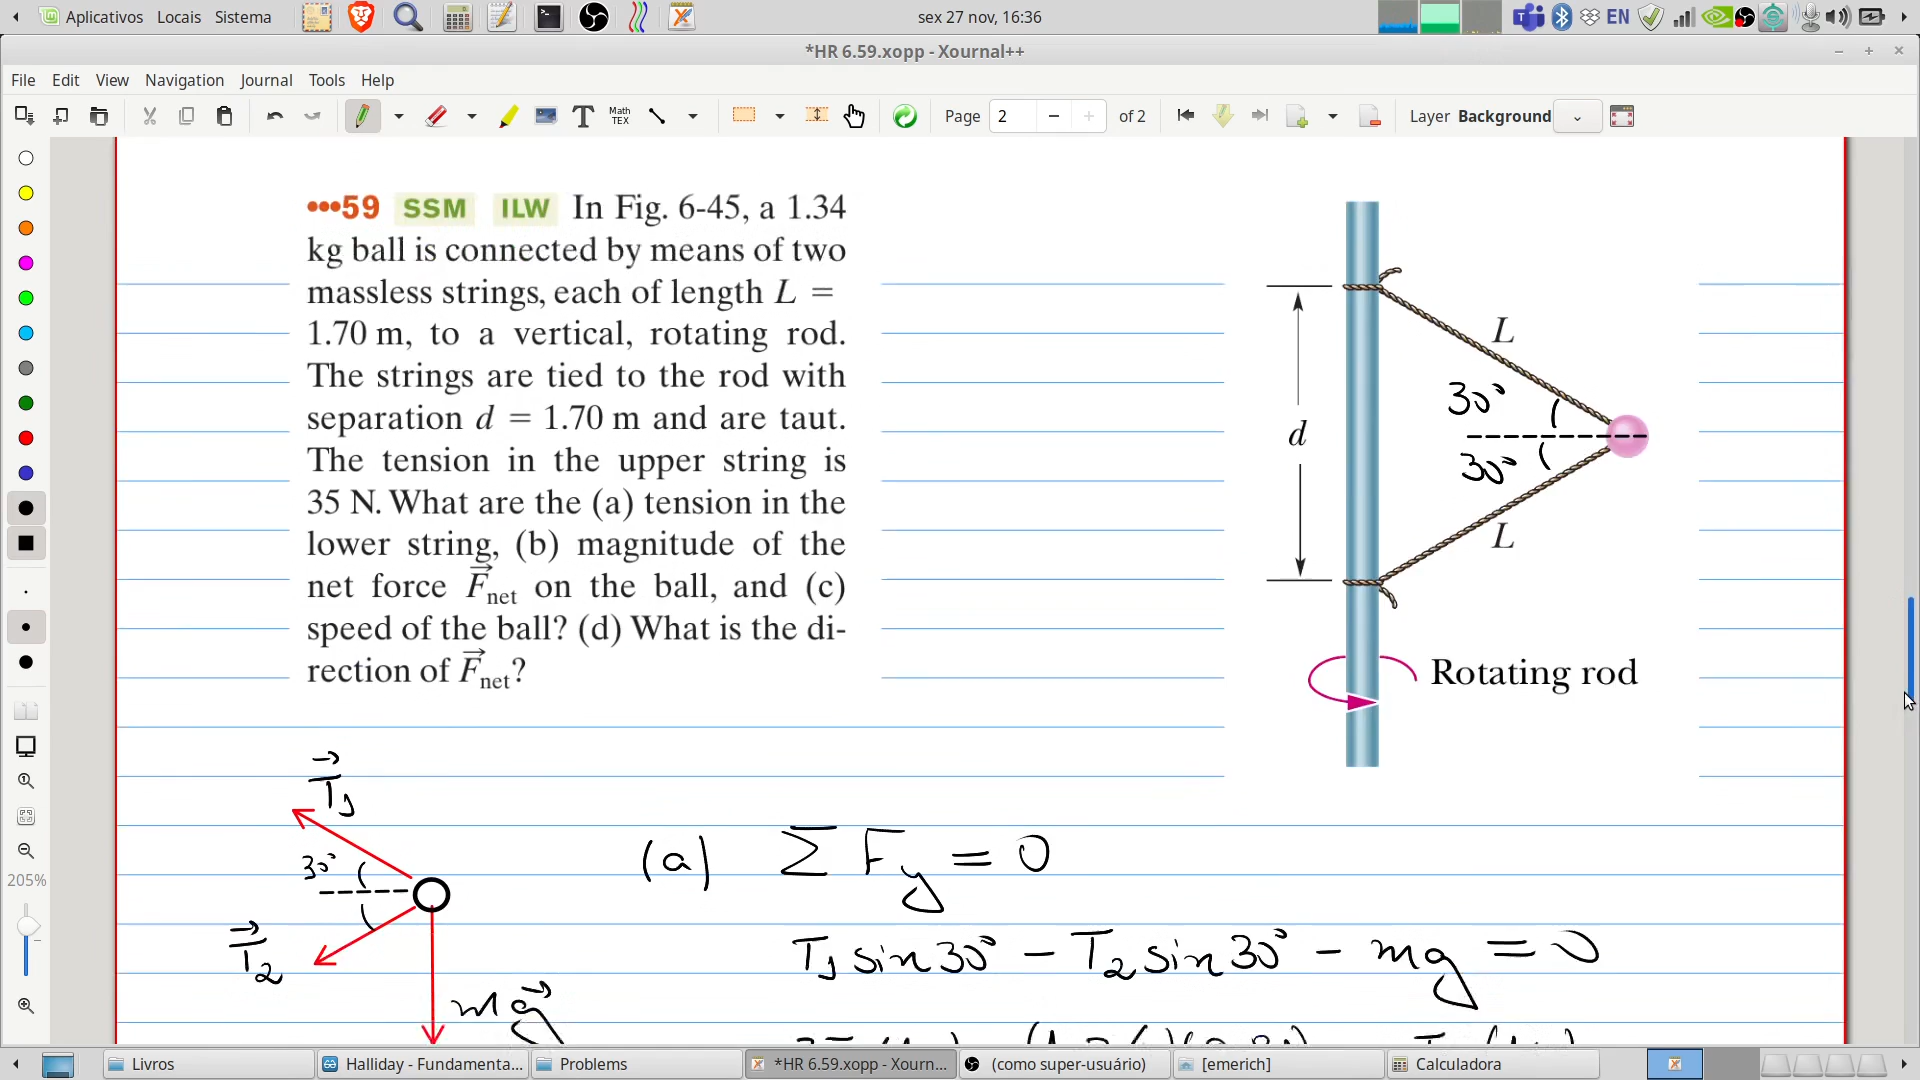 Aplicativos Locais Sistema
sex 27 nov, 16:36
EN
*HR 6.59.xopp - Xournal++
File Edit View Navigation Journal Tools Help
Math TEX
Page 2 of 2
Layer Background
•••59 SSM ILW In Fig. 6-45, a 1.34
kg ball is connected by means of two
massless strings, each of length L =
1.70 m, to a vertical, rotating rod.
The strings are tied to the rod with
separation d = 1.70 m and are taut.
The tension in the upper string is
35 N. What are the (a) tension in the
lower string, (b) magnitude of the
net force F⃗net on the ball, and (c)
speed of the ball? (d) What is the di-
rection of F⃗net?
L
30°
d
30°
L
Rotating rod
T⃗1
30°
T⃗2
mg⃗
(a) Σ Fy = 0
T1 sin 30° - T2 sin 30° - mg = 0
205%
Livros
Halliday - Fundamenta...
Problems
*HR 6.59.xopp - Xourn...
(como super-usuário)
[emerich]
Calculadora